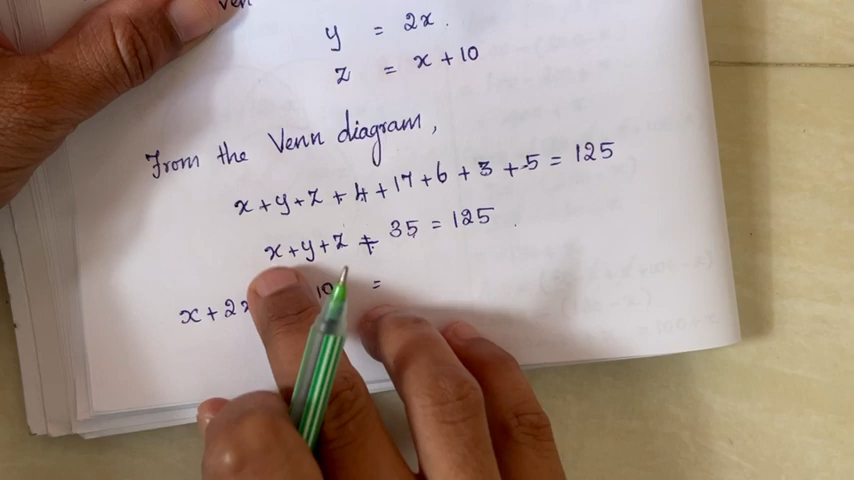 y = 2x.
z = x + 10
From the Venn diagram,
x + y + z + 4 + 17 + 6 + 3 + 5 = 125
x + y + z + 35 = 125
x + 2x 10 =